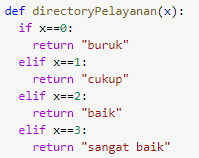 def directoryPelayanan(x):
  if x==0:
    return "buruk"
  elif x==1:
    return "cukup"
  elif x==2:
    return "baik"
  elif x==3:
    return "sangat baik"